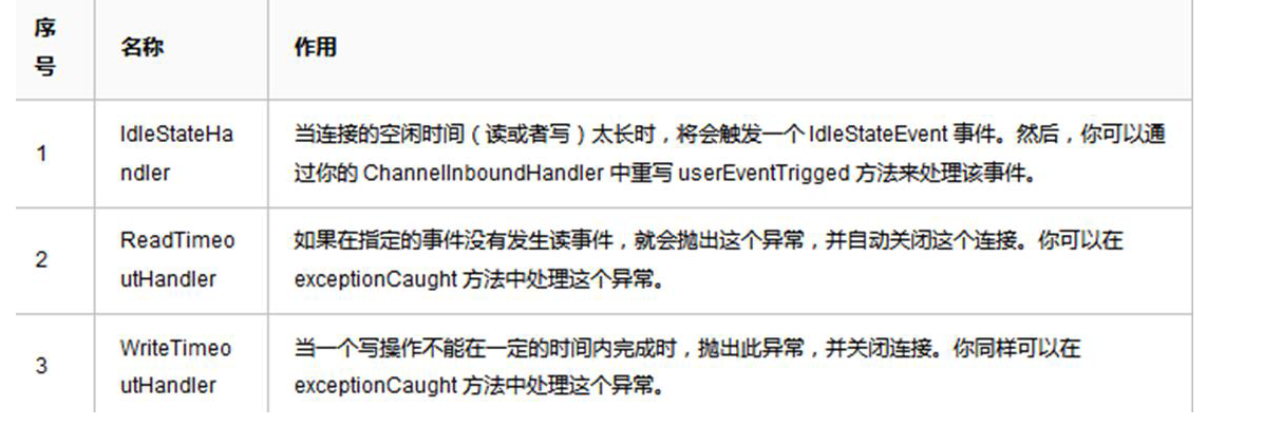 序
号
名称
作用
1
IdleStateHa
ndler
当连接的空闲时间（读或者写）太长时，将会触发一个 IdleStateEvent 事件。然后，你可以通
过你的 ChannelInboundHandler 中重写 userEventTrigged 方法来处理该事件。
2
ReadTimeo
utHandler
如果在指定的事件没有发生读事件，就会抛出这个异常，并自动关闭这个连接。你可以在
exceptionCaught 方法中处理这个异常。
3
WriteTimeo
utHandler
当一个写操作不能在一定的时间内完成时，抛出此异常，并关闭连接。你同样可以在
exceptionCaught 方法中处理这个异常。